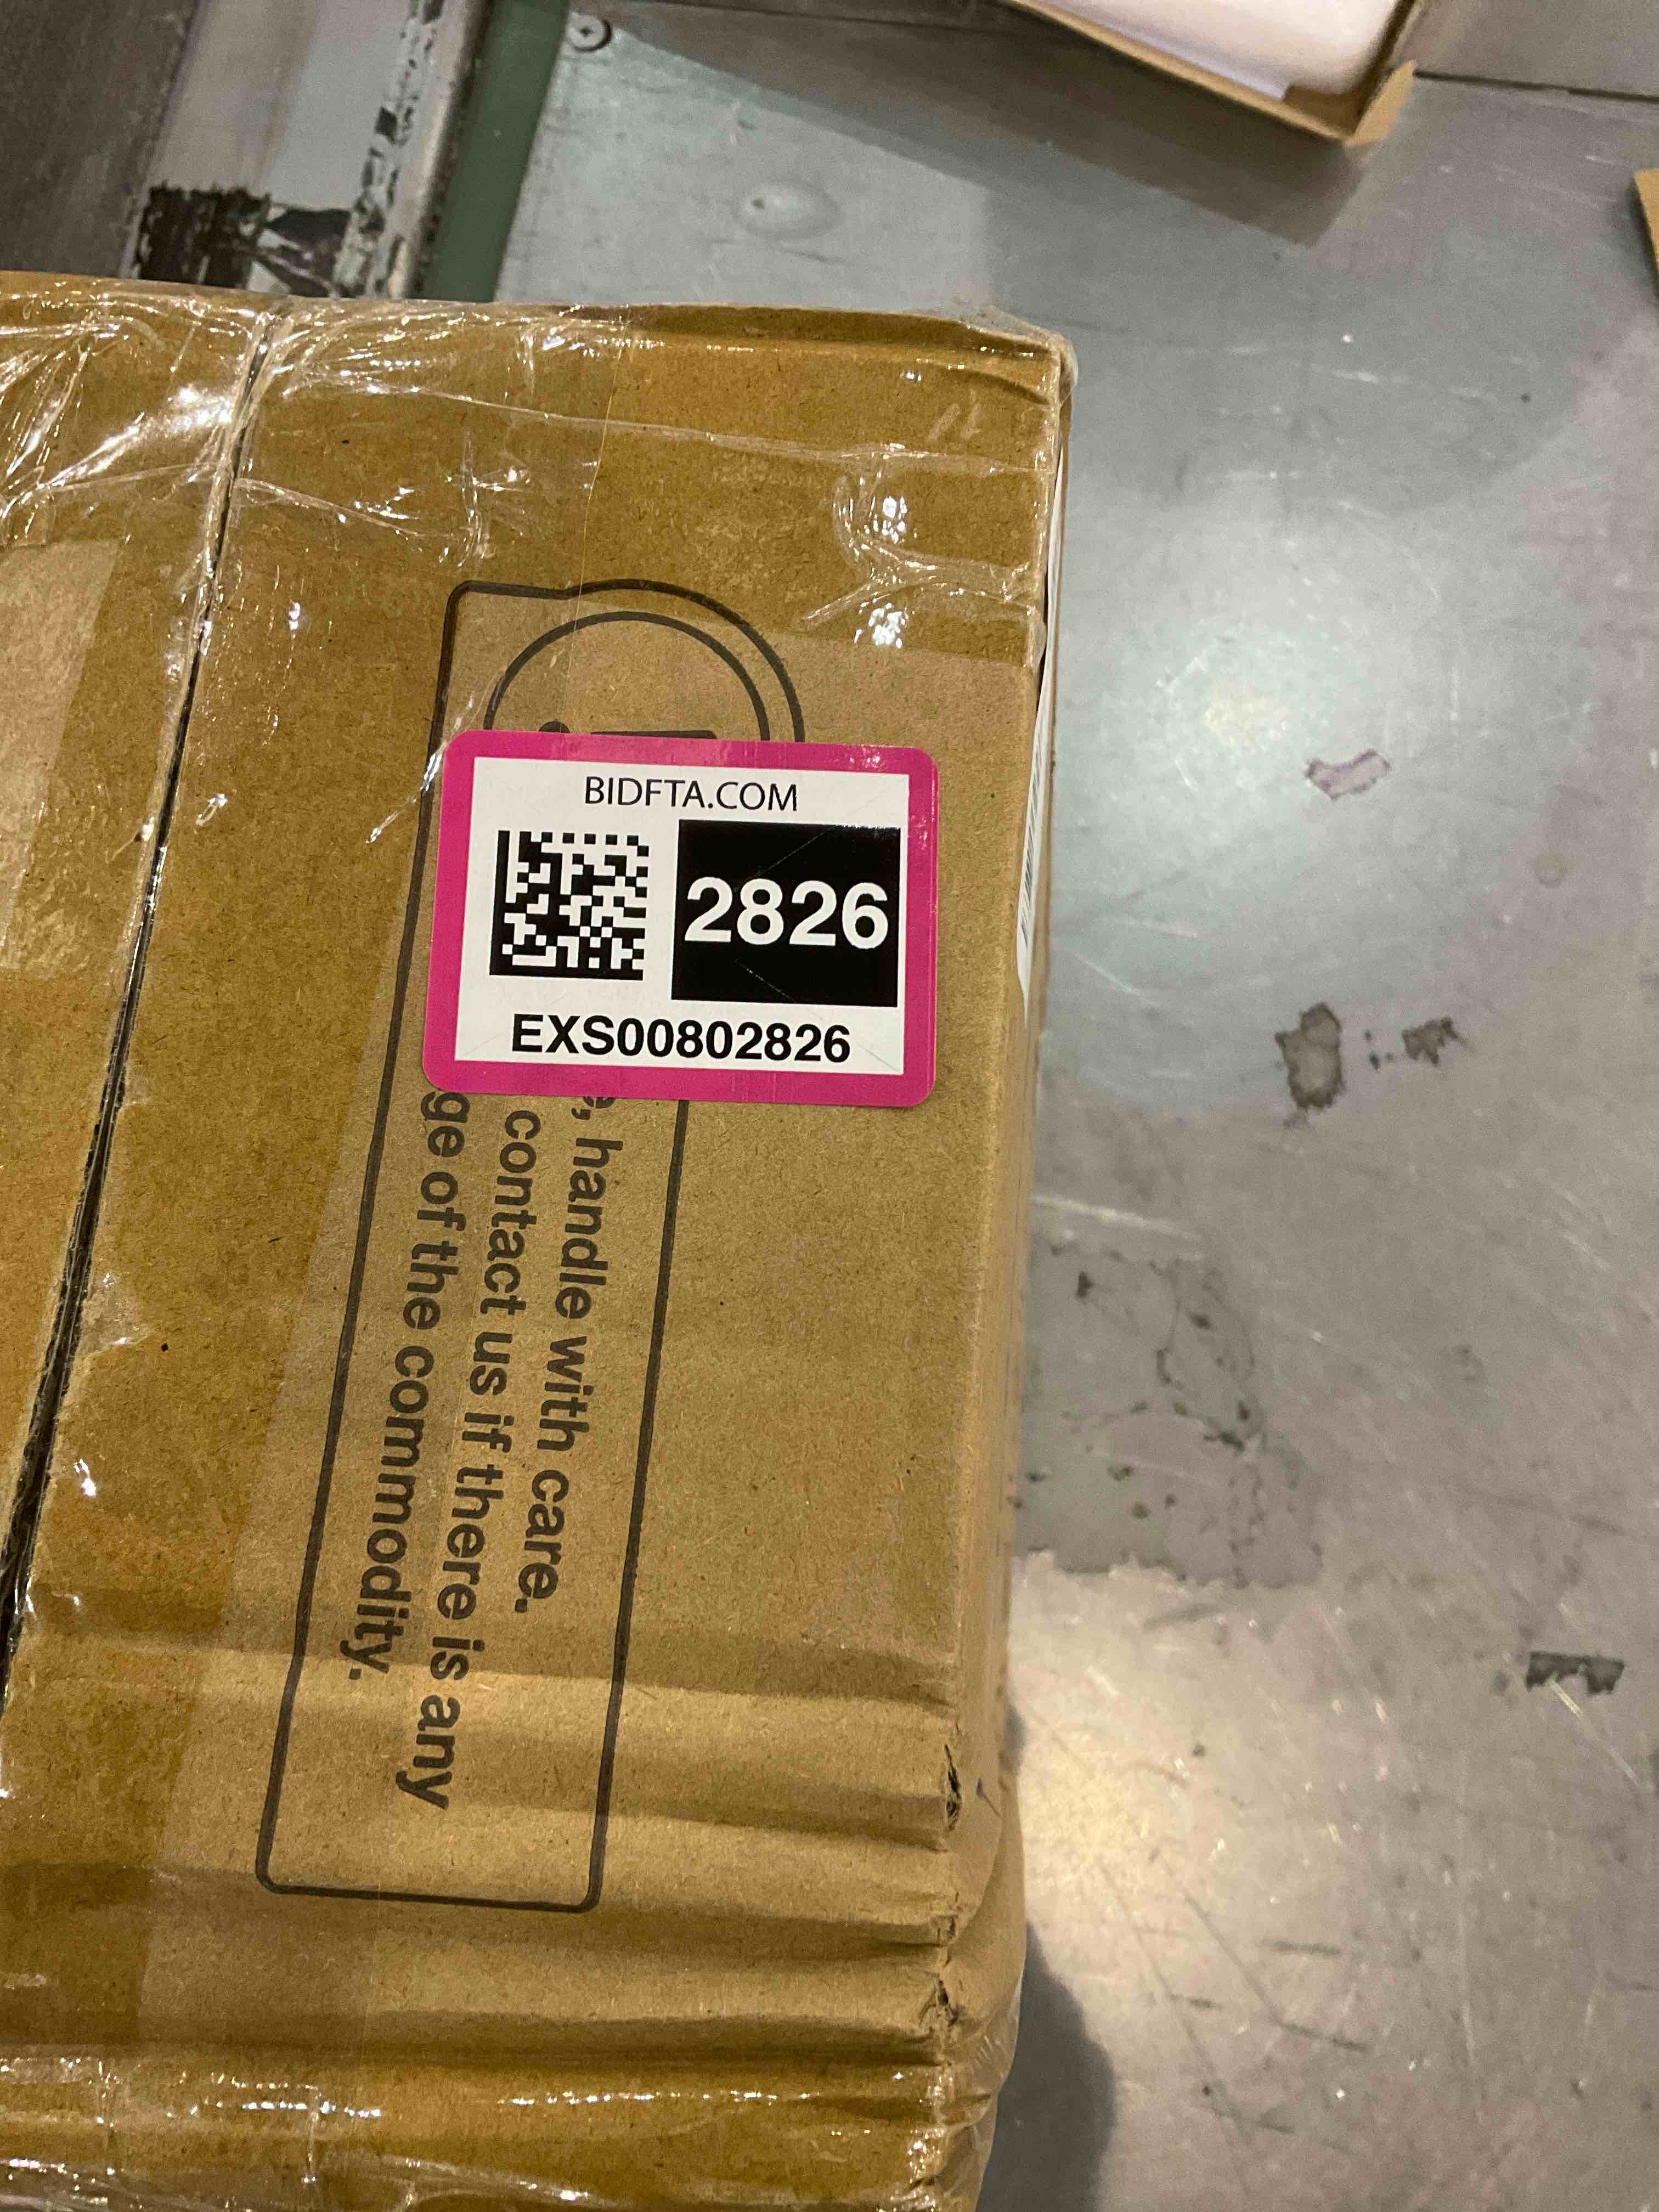 BIDFTA.COM
2826
EXS00802826
, handle with care.
contact us if there is any
ge of the commodity.